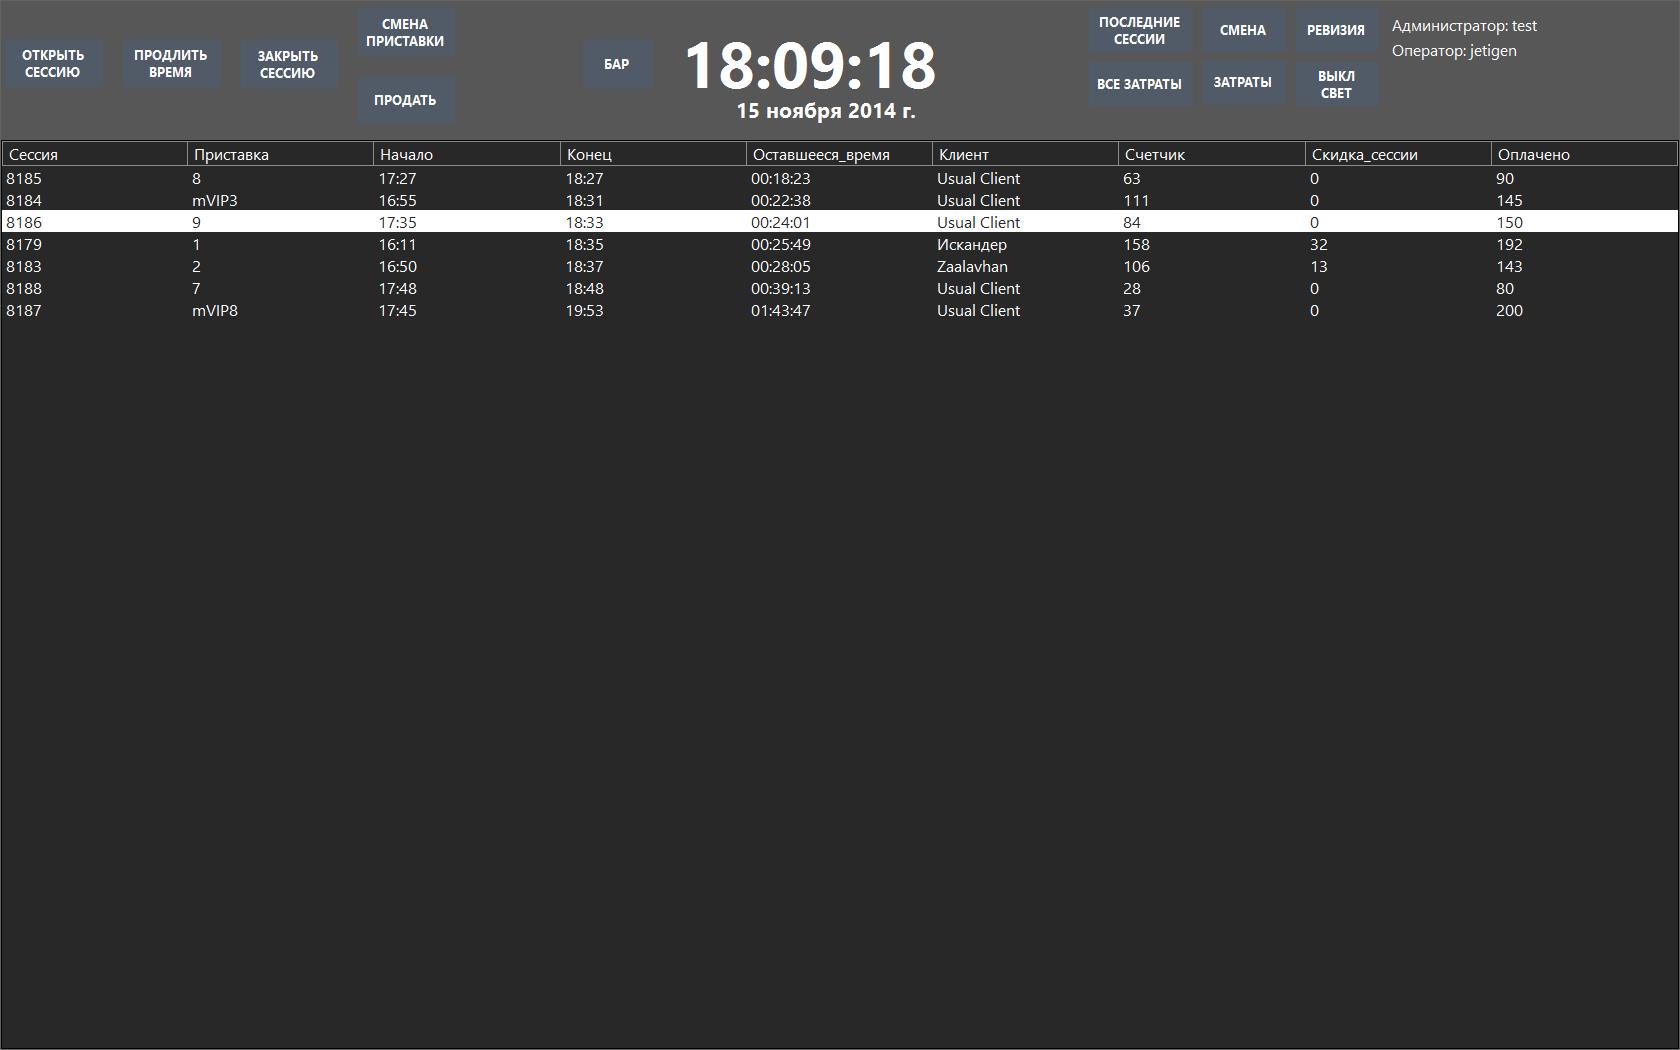 ОТКРЫТЬ
СЕССИЮ
ПРОДЛИТЬ
ВРЕМЯ
ЗАКРЫТЬ
СЕССИЮ
СМЕНА
ПРИСТАВКИ
ПРОДАТЬ
БАР
18:09:18
15 ноября 2014 г.
ПОСЛЕДНИЕ
СЕССИИ
СМЕНА
РЕВИЗИЯ
ВСЕ ЗАТРАТЫ
ЗАТРАТЫ
ВЫКЛ
СВЕТ
Администратор: test
Оператор: jetigen
Сессия Приставка Начало Конец Оставшееся_время Клиент Счетчик Скидка_сессии Оплачено
8185 8 17:27 18:27 00:18:23 Usual Client 63 0 90
8184 mVIP3 16:55 18:31 00:22:38 Usual Client 111 0 145
8186 9 17:35 18:33 00:24:01 Usual Client 84 0 150
8179 1 16:11 18:35 00:25:49 Искандер 158 32 192
8183 2 16:50 18:37 00:28:05 Zaalavhan 106 13 143
8188 7 17:48 18:48 00:39:13 Usual Client 28 0 80
8187 mVIP8 17:45 19:53 01:43:47 Usual Client 37 0 200